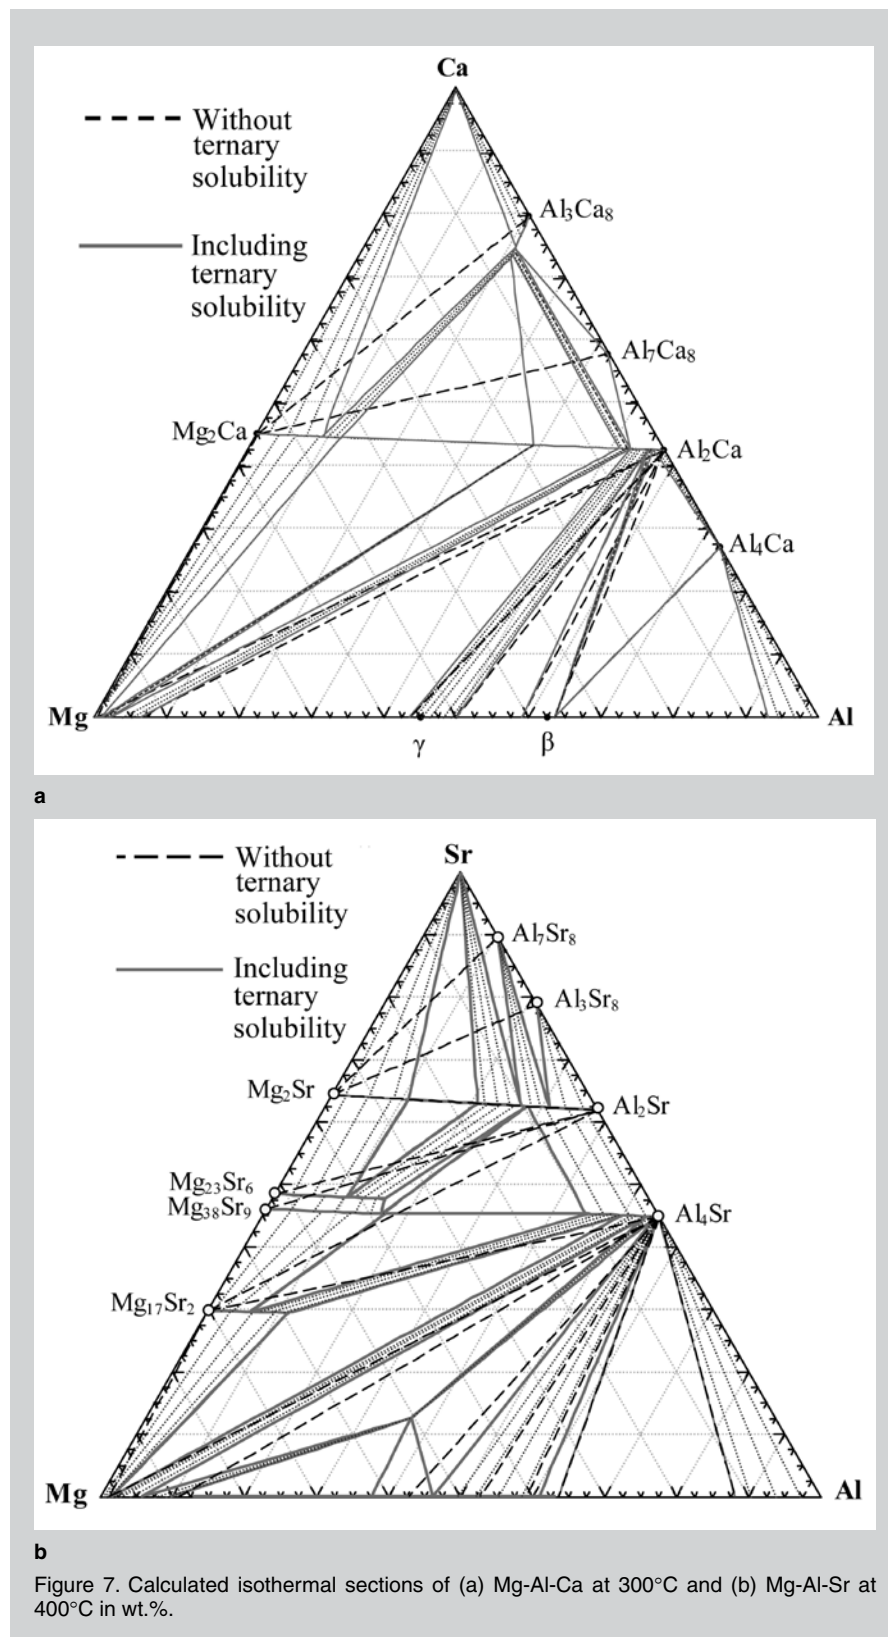 Ca
Without
ternary
solubility
Including
ternary
solubility
Al₃Ca₈
Al₇Ca₈
Mg₂Ca
Al₂Ca
Al₄Ca
Mg
Al
γ
β
a
Without
ternary
solubility
Sr
Including
ternary
solubility
Al₇Sr₈
Al₃Sr₈
Mg₂Sr
Al₂Sr
Mg₂₃Sr₆
Mg₃₈Sr₉
Al₄Sr
Mg₁₇Sr₂
Mg
Al
b
Figure 7. Calculated isothermal sections of (a) Mg-Al-Ca at 300°C and (b) Mg-Al-Sr at
400°C in wt.%.